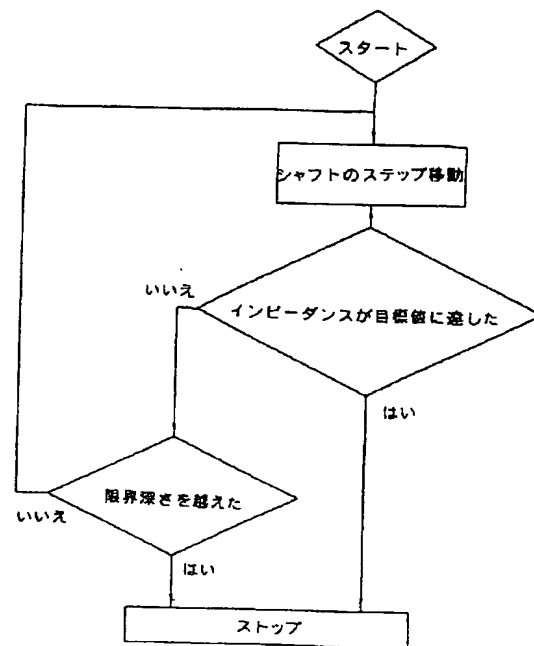 スタート
シャフトのステップ移動
いいえ
インピーダンスが目標値に達した
はい
限界深さを越えた
いいえ
はい
ストップ